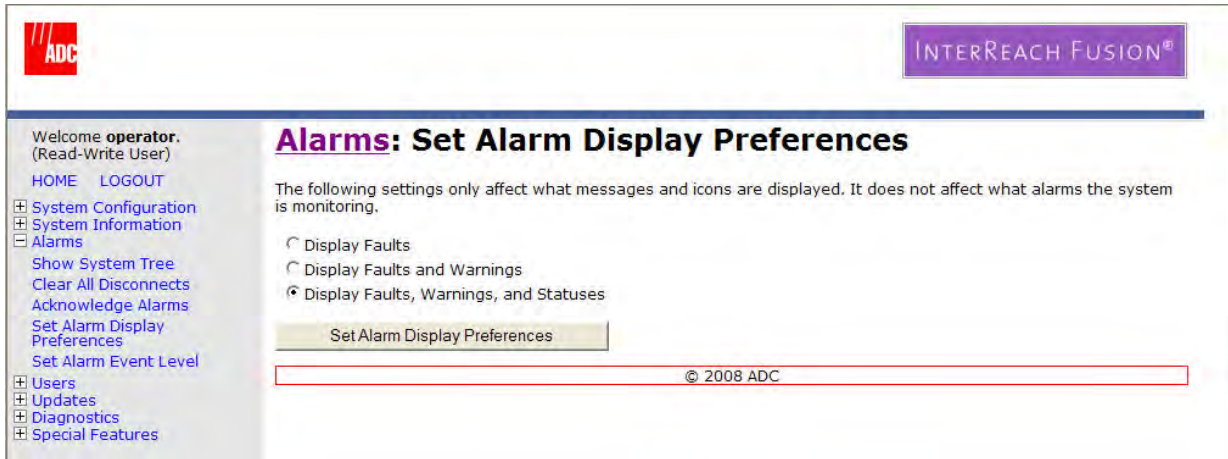 ADC
INTERREACH FUSION®
Welcome operator.
(Read-Write User)
HOME LOGOUT
System Configuration
System Information
Alarms
Show System Tree
Clear All Disconnects
Acknowledge Alarms
Set Alarm Display
Preferences
Set Alarm Event Level
Users
Updates
Diagnostics
Special Features
Alarms: Set Alarm Display Preferences
The following settings only affect what messages and icons are displayed. It does not affect what alarms the system
is monitoring.
Display Faults
Display Faults and Warnings
Display Faults, Warnings, and Statuses
Set Alarm Display Preferences
© 2008 ADC